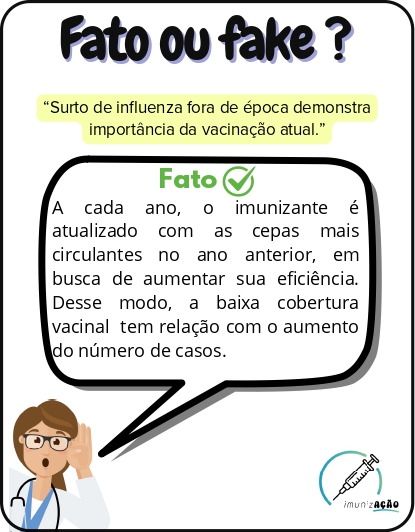 Fato ou fake ?
“Surto de influenza fora de época demonstra
importância da vacinação atual.”
Fato
A cada ano, o imunizante é
atualizado com as cepas mais
circulantes no ano anterior, em
busca de aumentar sua eficiência.
Desse modo, a baixa cobertura
vacinal tem relação com o aumento
do número de casos.
imunizAÇÃO